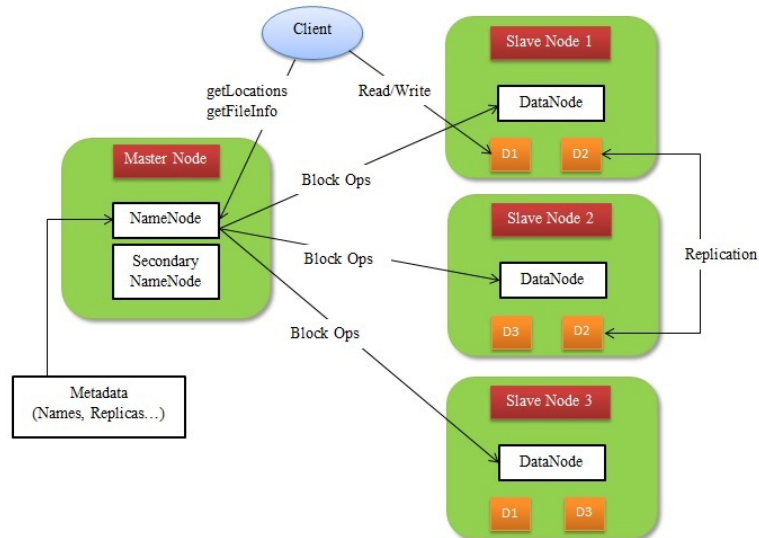 Client
Slave Node 1
getLocations
getFileInfo
Read/Write
DataNode
Master Node
D1
D2
Block Ops
NameNode
Slave Node 2
Secondary
NameNode
Block Ops
Replication
DataNode
Block Ops
D3
D2
Metadata
(Names, Replicas...)
Slave Node 3
DataNode
D1
D3